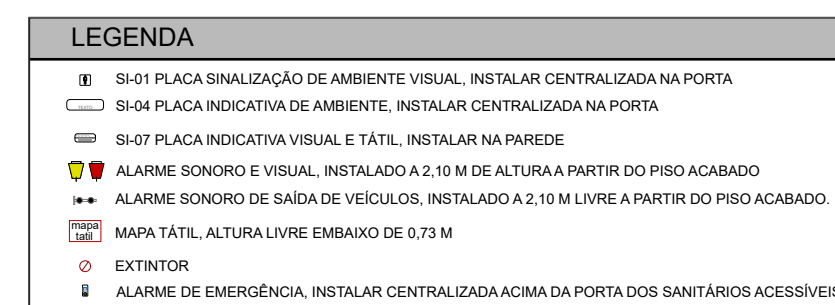 LEGENDA
SI-01 PLACA SINALIZAÇÃO DE AMBIENTE VISUAL, INSTALAR CENTRALIZADA NA PORTA
SI-04 PLACA INDICATIVA DE AMBIENTE, INSTALAR CENTRALIZADA NA PORTA
SI-07 PLACA INDICATIVA VISUAL E TÁTIL, INSTALAR NA PAREDE
ALARME SONORO E VISUAL, INSTALADO A 2,10 M DE ALTURA A PARTIR DO PISO ACABADO
ALARME SONORO DE SAÍDA DE VEÍCULOS, INSTALADO A 2,10 M LIVRE A PARTIR DO PISO ACABADO.
mapa
tatil
MAPA TÁTIL, ALTURA LIVRE EMBAIXO DE 0,73 M
EXTINTOR
ALARME DE EMERGÊNCIA, INSTALAR CENTRALIZADA ACIMA DA PORTA DOS SANITÁRIOS ACESSÍVEIS